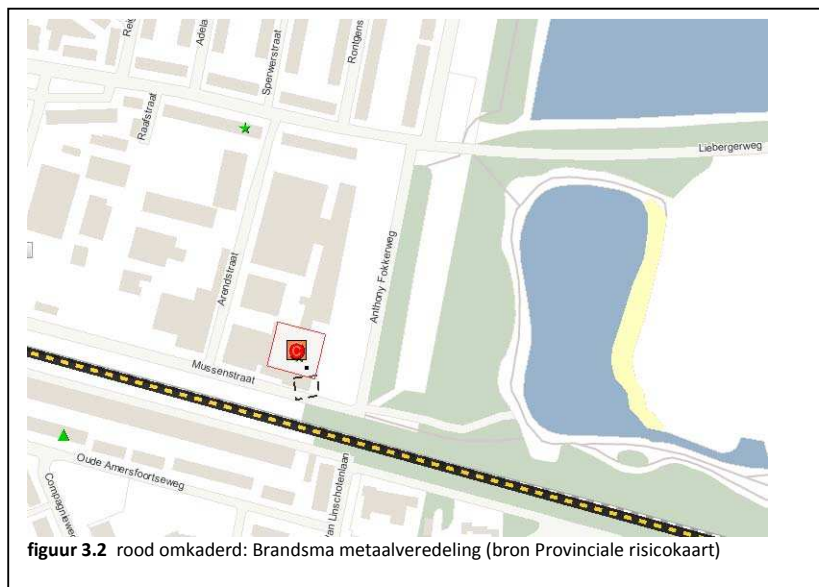 Adela
Sperwerstraat
Rontgens
Raafstraat
Liebergerweg
Arendstraat
Anthony Fokkerweg
C
Mussenstraat
Oude Amersfoortseweg
Compagnieweg
Van Linschotenlaan
figuur 3.2 rood omkaderd: Brandsma metaalveredeling (bron Provinciale risicokaart)